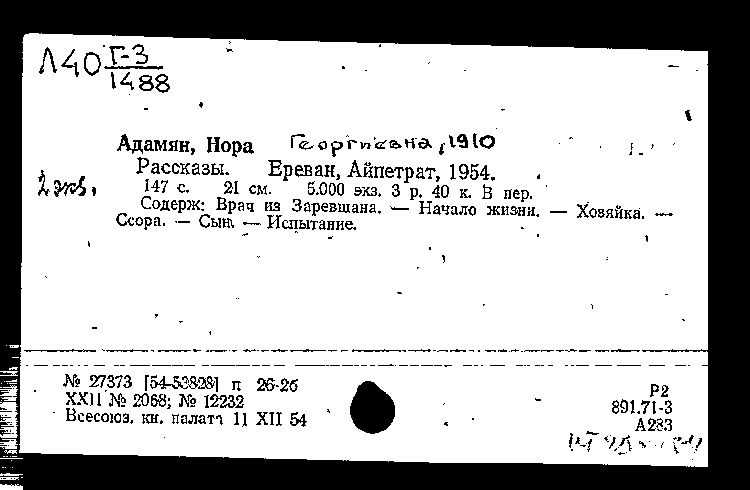 Л40 Г-3
1488
Адамян, Нора Георгиевна, 1910
Рассказы. Ереван, Айпетрат, 1954.
2 экз. 147 с. 21 см. 5.000 экз. 3 р. 40 к. В пер.
Содерж: Врач из Заревшана. — Начало жизни. — Хозяйка. —
Ссора. — Сын. — Испытание.
№ 27373 [54-53828] п 26-26
XXII № 2068; № 12232
Всесоюз. кн. палата 11 XII 54
Р2
891.71-3
А283